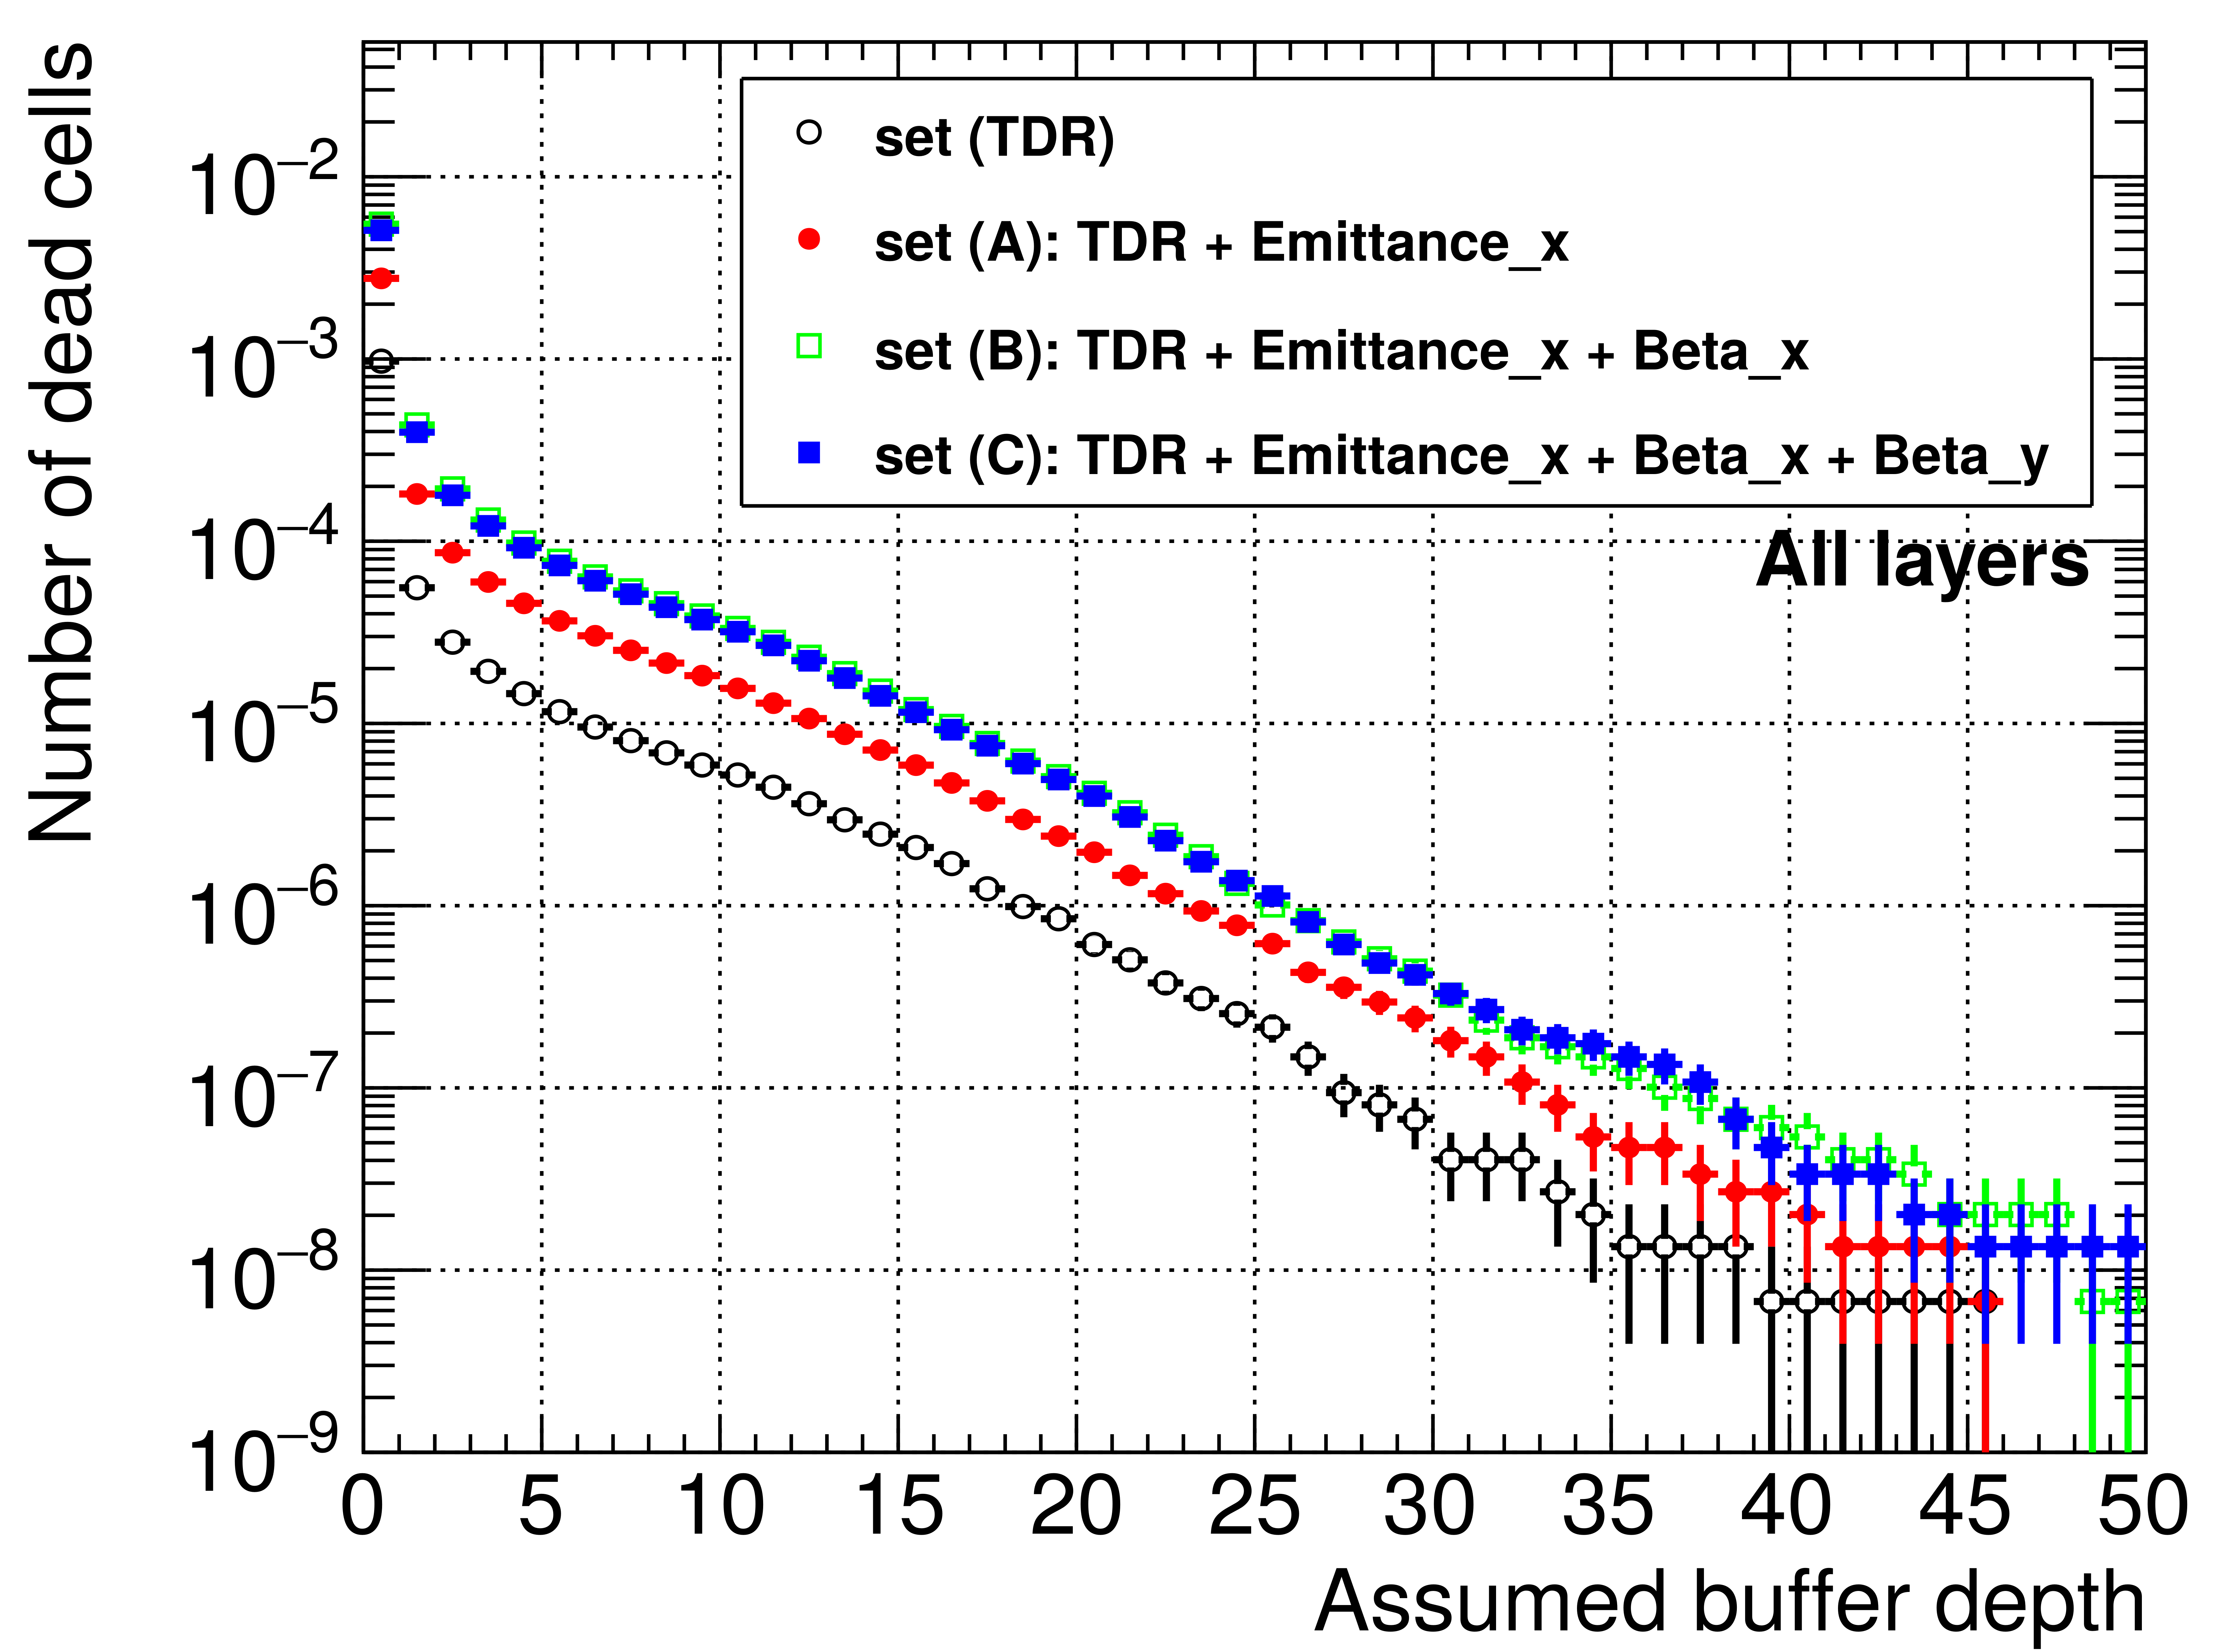 Number of dead cells
10⁻²
10⁻³
10⁻⁴
10⁻⁵
10⁻⁶
10⁻⁷
10⁻⁸
10⁻⁹
set (TDR)
set (A): TDR + Emittance_x
set (B): TDR + Emittance_x + Beta_x
set (C): TDR + Emittance_x + Beta_x + Beta_y
All layers
0 5 10 15 20 25 30 35 40 45 50
Assumed buffer depth